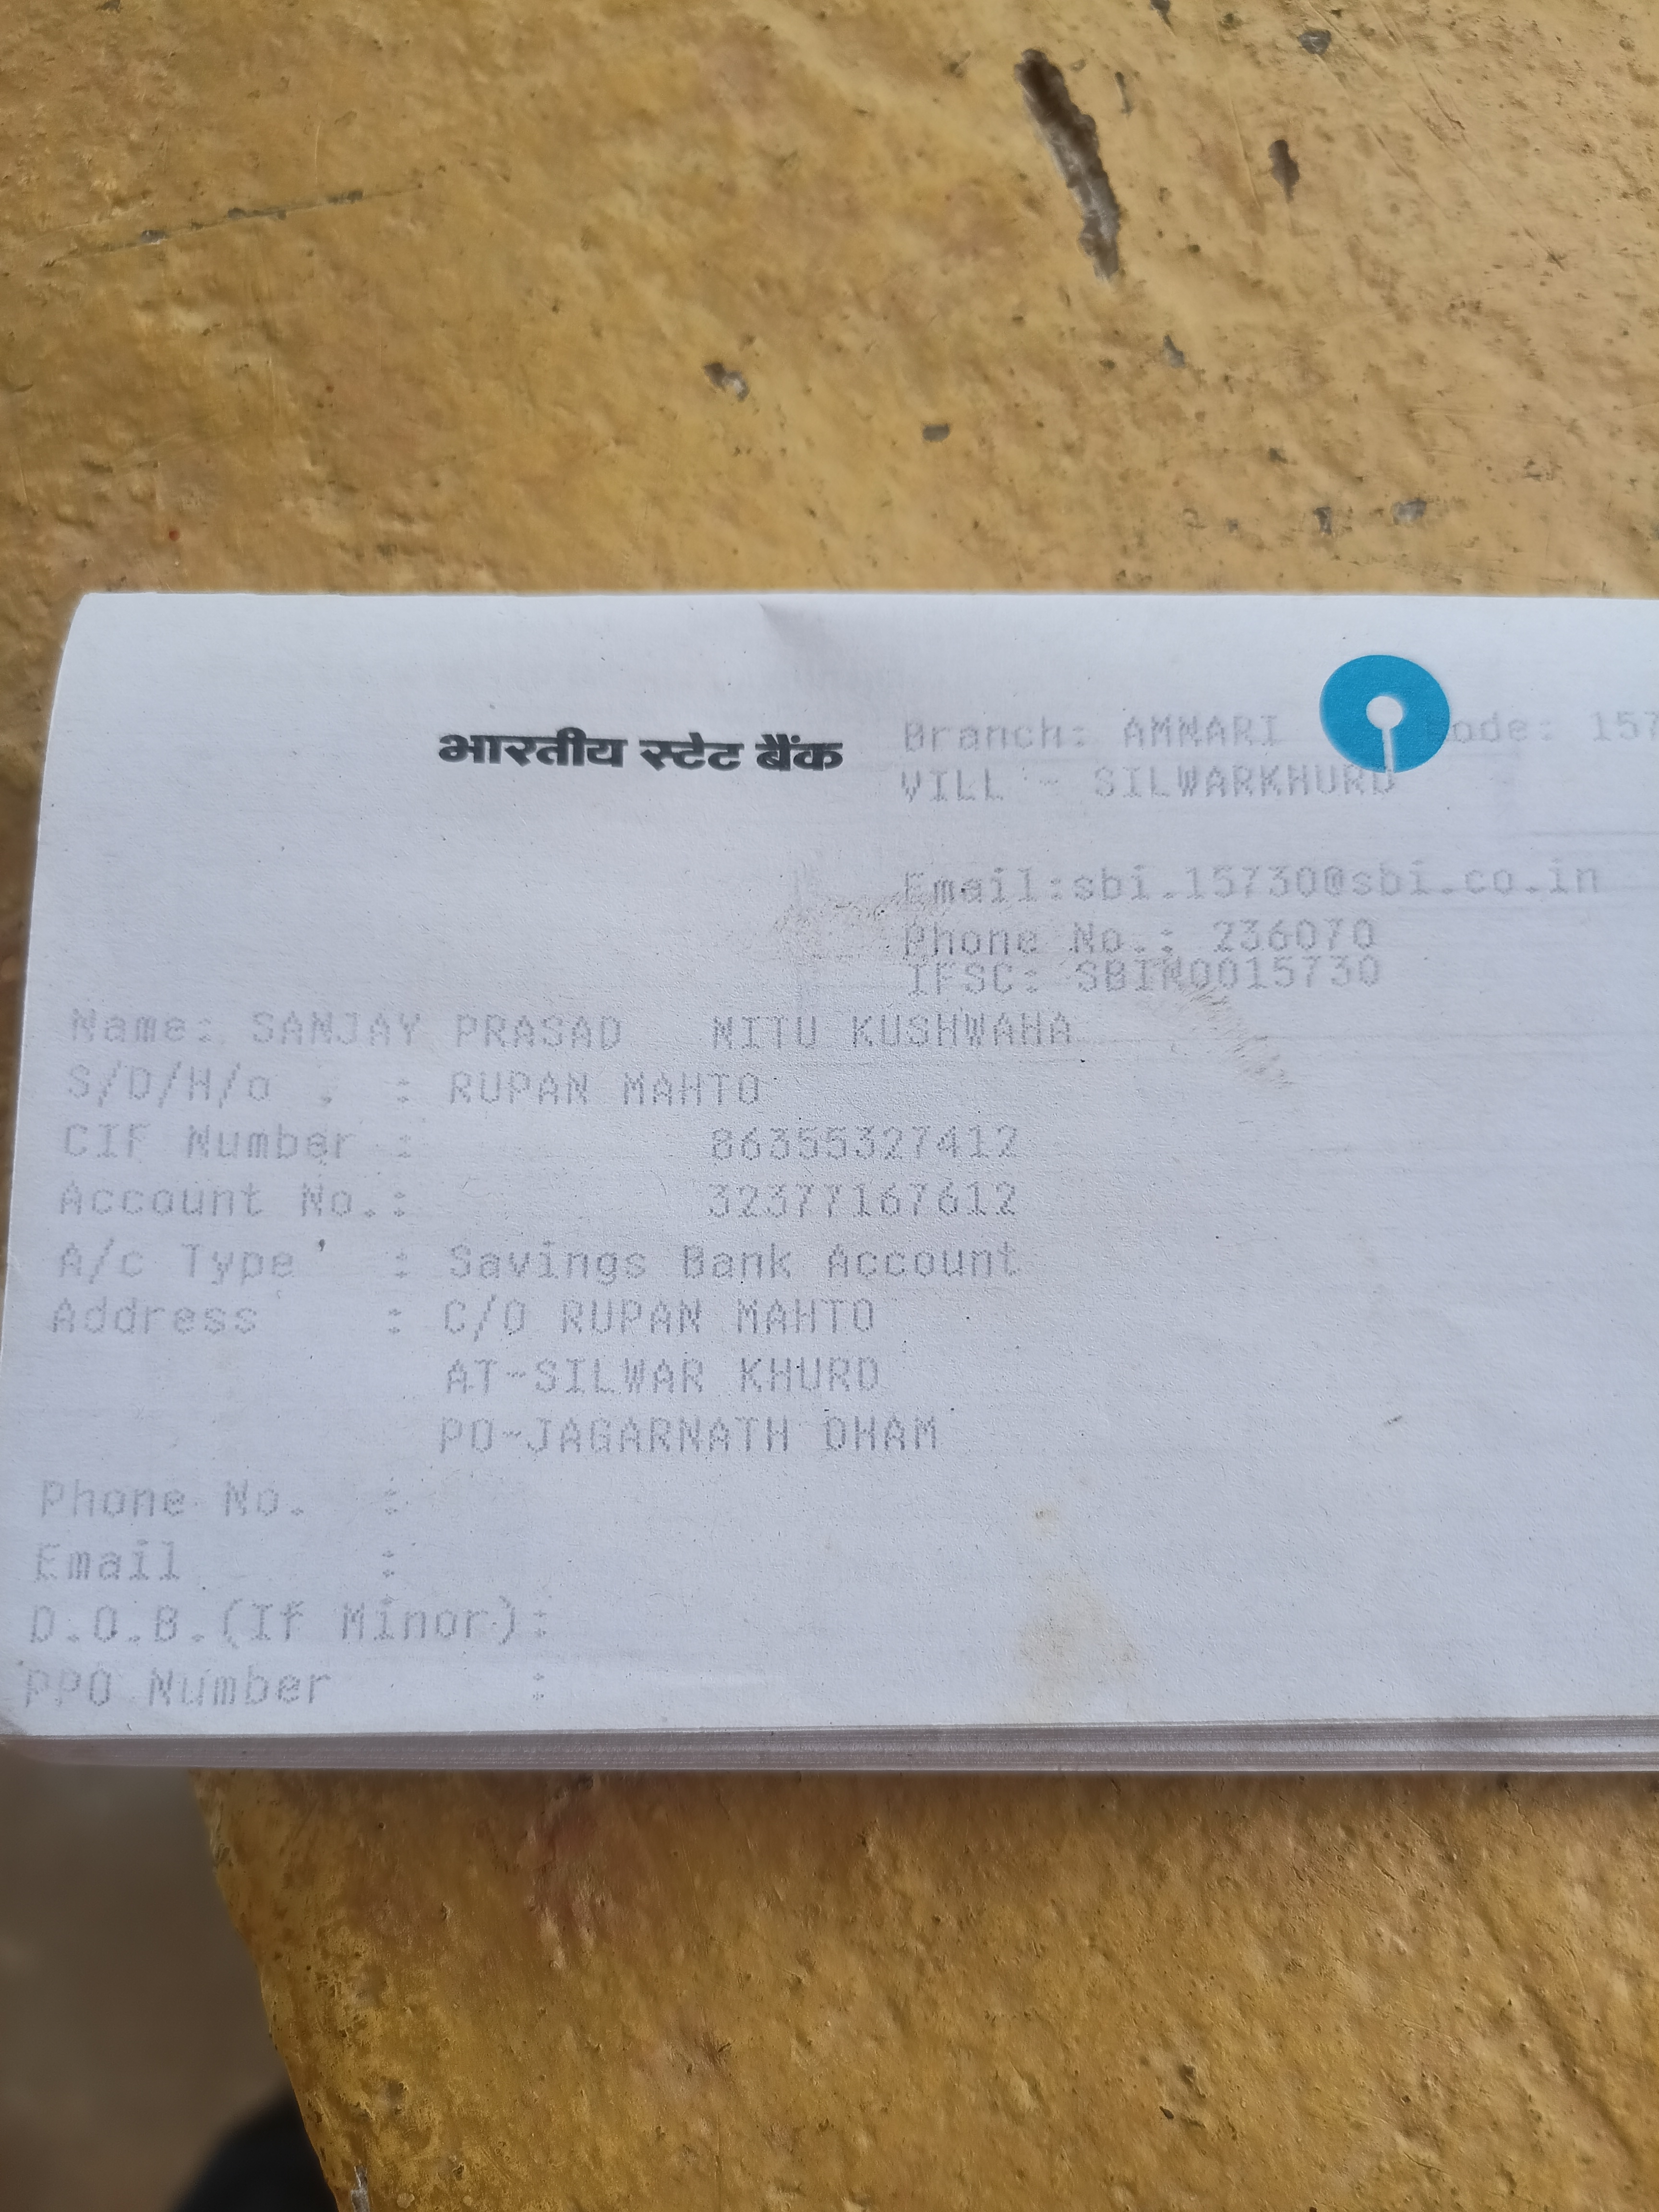 भारतीय स्टेट बैंक
Branch: AMNARI ode: 157
VILL - SILWARKHURD
Email:sbi.15730@sbi.co.in
Phone No.: 236070
IFSC: SBIN0015730
Name: SANJAY PRASAD NITU KUSHWAHA
S/D/H/o : RUPAN MAHTO
CIF Number : 86355327412
Account No.: 32377167612
A/c Type : Savings Bank Account
Address : C/O RUPAN MAHTO
AT-SILWAR KHURD
PO-JAGARNATH DHAM
Phone No. :
Email :
D.O.B.(If Minor):
PPO Number :